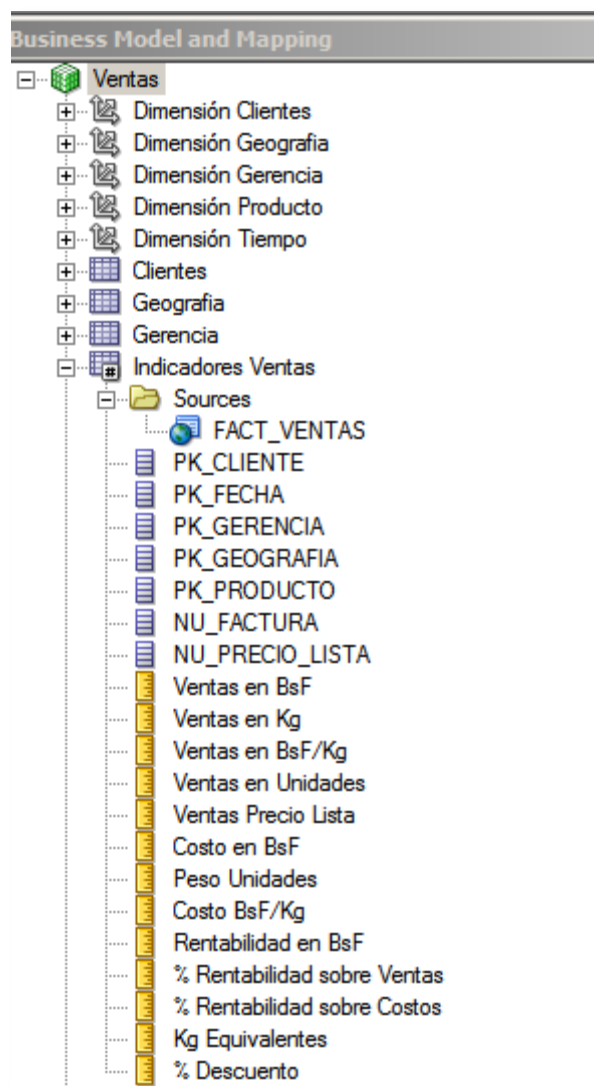 Business Model and Mapping
Ventas
Dimensión Clientes
Dimensión Geografia
Dimensión Gerencia
Dimensión Producto
Dimensión Tiempo
Clientes
Geografia
Gerencia
Indicadores Ventas
Sources
FACT_VENTAS
PK_CLIENTE
PK_FECHA
PK_GERENCIA
PK_GEOGRAFIA
PK_PRODUCTO
NU_FACTURA
NU_PRECIO_LISTA
Ventas en BsF
Ventas en Kg
Ventas en BsF/Kg
Ventas en Unidades
Ventas Precio Lista
Costo en BsF
Peso Unidades
Costo BsF/Kg
Rentabilidad en BsF
% Rentabilidad sobre Ventas
% Rentabilidad sobre Costos
Kg Equivalentes
% Descuento